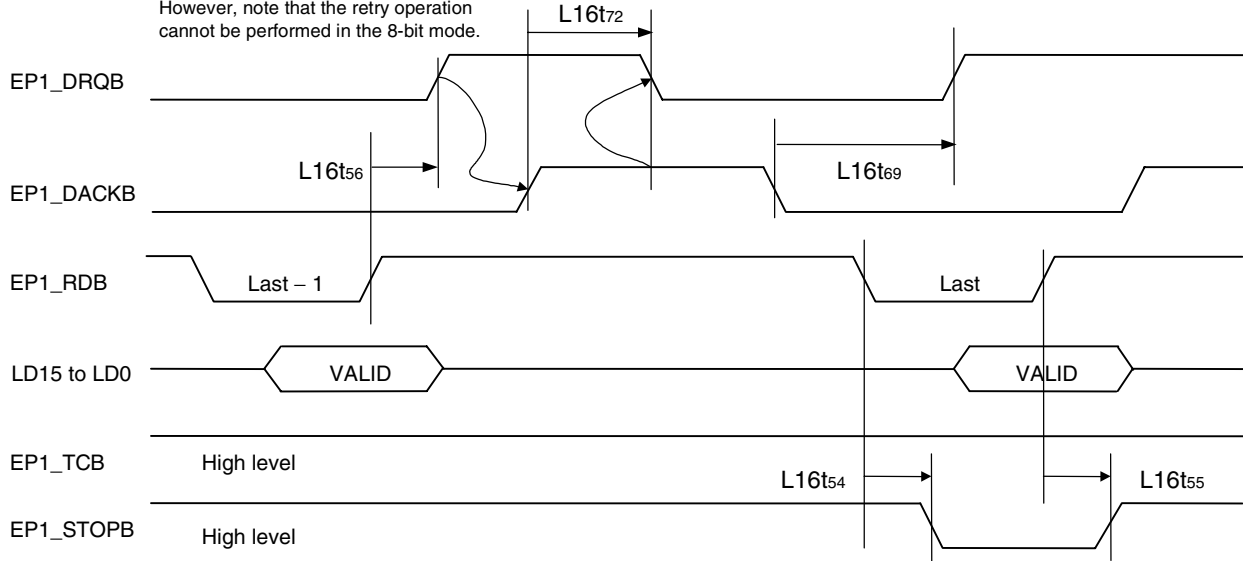 However, note that the retry operation
cannot be performed in the 8-bit mode.
L16t72
EP1_DRQB
L16t56
L16t69
EP1_DACKB
EP1_RDB
Last – 1
Last
LD15 to LD0
VALID
VALID
EP1_TCB
High level
L16t54
L16t55
EP1_STOPB
High level